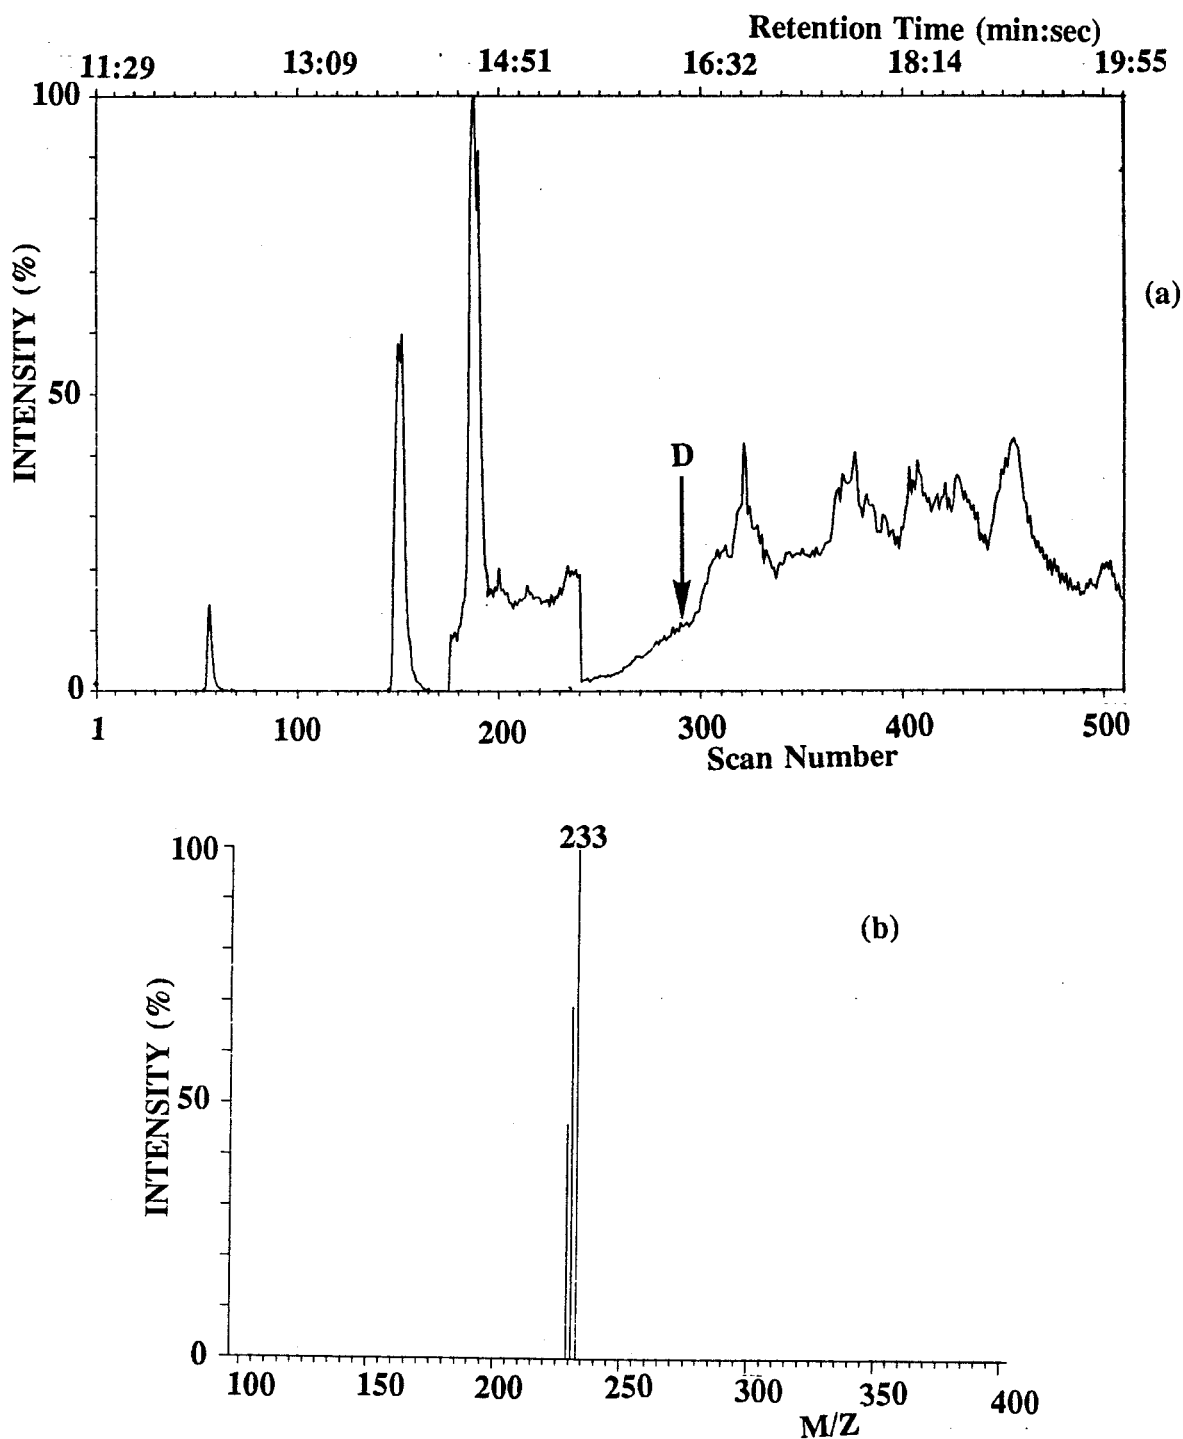 Retention Time (min:sec)
11:29 13:09 14:51 16:32 18:14 19:55
100
(a)
INTENSITY (%)
50
D
0
1 100 200 300 400 500
Scan Number
233
100
(b)
INTENSITY (%)
50
0
100 150 200 250 300 350 400
M/Z